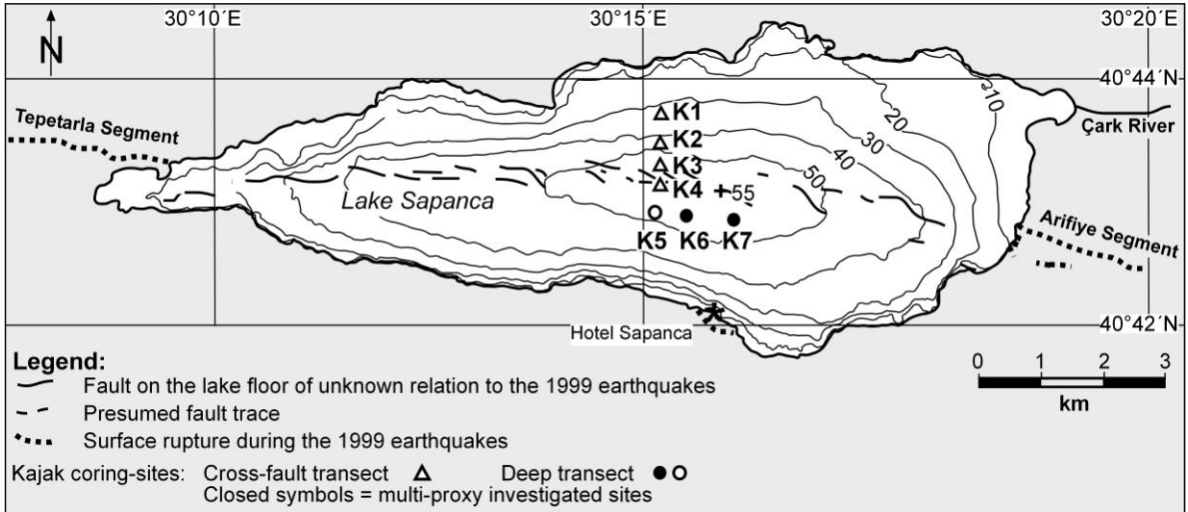 30°10´E 30°15´E 30°20´E
N
40°44´N
Tepetarla Segment
Çark River
10
20
30
40
50
K1
K2
K3
K4
+55
Lake Sapanca
K5 K6 K7
Arifiye Segment
Hotel Sapanca
40°42´N
Legend:
Fault on the lake floor of unknown relation to the 1999 earthquakes
Presumed fault trace
Surface rupture during the 1999 earthquakes
Kajak coring-sites: Cross-fault transect Deep transect
Closed symbols = multi-proxy investigated sites
0 1 2 3
km